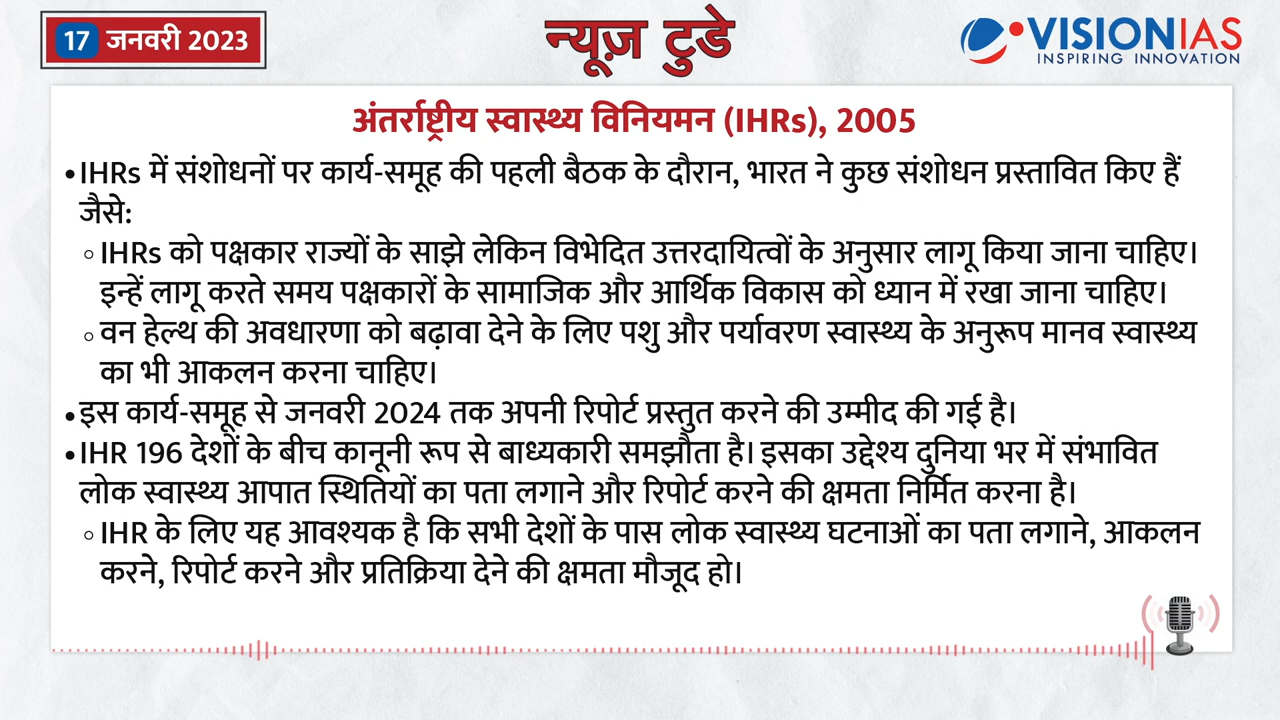 17 जनवरी 2023
न्यूज़ टुडे
VISIONIAS
INSPIRING INNOVATION
अंतर्राष्ट्रीय स्वास्थ्य विनियमन (IHRs), 2005
•IHRs में संशोधनों पर कार्य-समूह की पहली बैठक के दौरान, भारत ने कुछ संशोधन प्रस्तावित किए हैं
जैसे:
◦IHRs को पक्षकार राज्यों के साझे लेकिन विभेदित उत्तरदायित्वों के अनुसार लागू किया जाना चाहिए।
इन्हें लागू करते समय पक्षकारों के सामाजिक और आर्थिक विकास को ध्यान में रखा जाना चाहिए।
◦वन हेल्थ की अवधारणा को बढ़ावा देने के लिए पशु और पर्यावरण स्वास्थ्य के अनुरूप मानव स्वास्थ्य
का भी आकलन करना चाहिए।
•इस कार्य-समूह से जनवरी 2024 तक अपनी रिपोर्ट प्रस्तुत करने की उम्मीद की गई है।
•IHR 196 देशों के बीच कानूनी रूप से बाध्यकारी समझौता है। इसका उद्देश्य दुनिया भर में संभावित
लोक स्वास्थ्य आपात स्थितियों का पता लगाने और रिपोर्ट करने की क्षमता निर्मित करना है।
◦IHR के लिए यह आवश्यक है कि सभी देशों के पास लोक स्वास्थ्य घटनाओं का पता लगाने, आकलन
करने, रिपोर्ट करने और प्रतिक्रिया देने की क्षमता मौजूद हो।